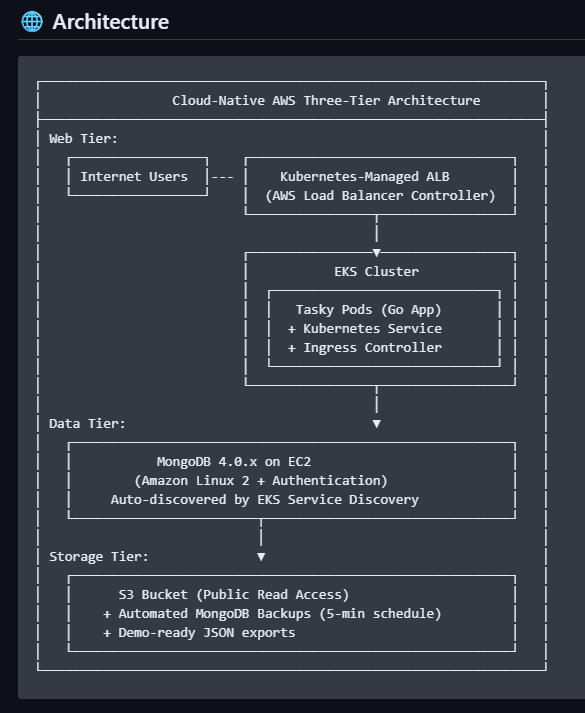 🌐 Architecture
Cloud-Native AWS Three-Tier Architecture
Web Tier:
Internet Users --- Kubernetes-Managed ALB
(AWS Load Balancer Controller)
EKS Cluster
Tasky Pods (Go App)
+ Kubernetes Service
+ Ingress Controller
Data Tier:
MongoDB 4.0.x on EC2
(Amazon Linux 2 + Authentication)
Auto-discovered by EKS Service Discovery
Storage Tier:
S3 Bucket (Public Read Access)
+ Automated MongoDB Backups (5-min schedule)
+ Demo-ready JSON exports